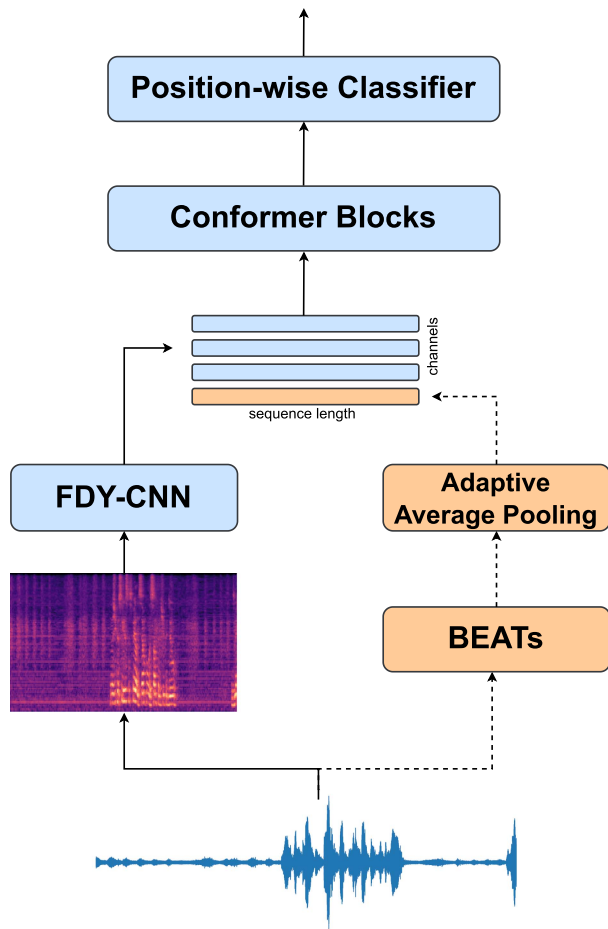 Position-wise Classifier
Conformer Blocks
channels
sequence length
FDY-CNN
Adaptive
Average Pooling
BEATs